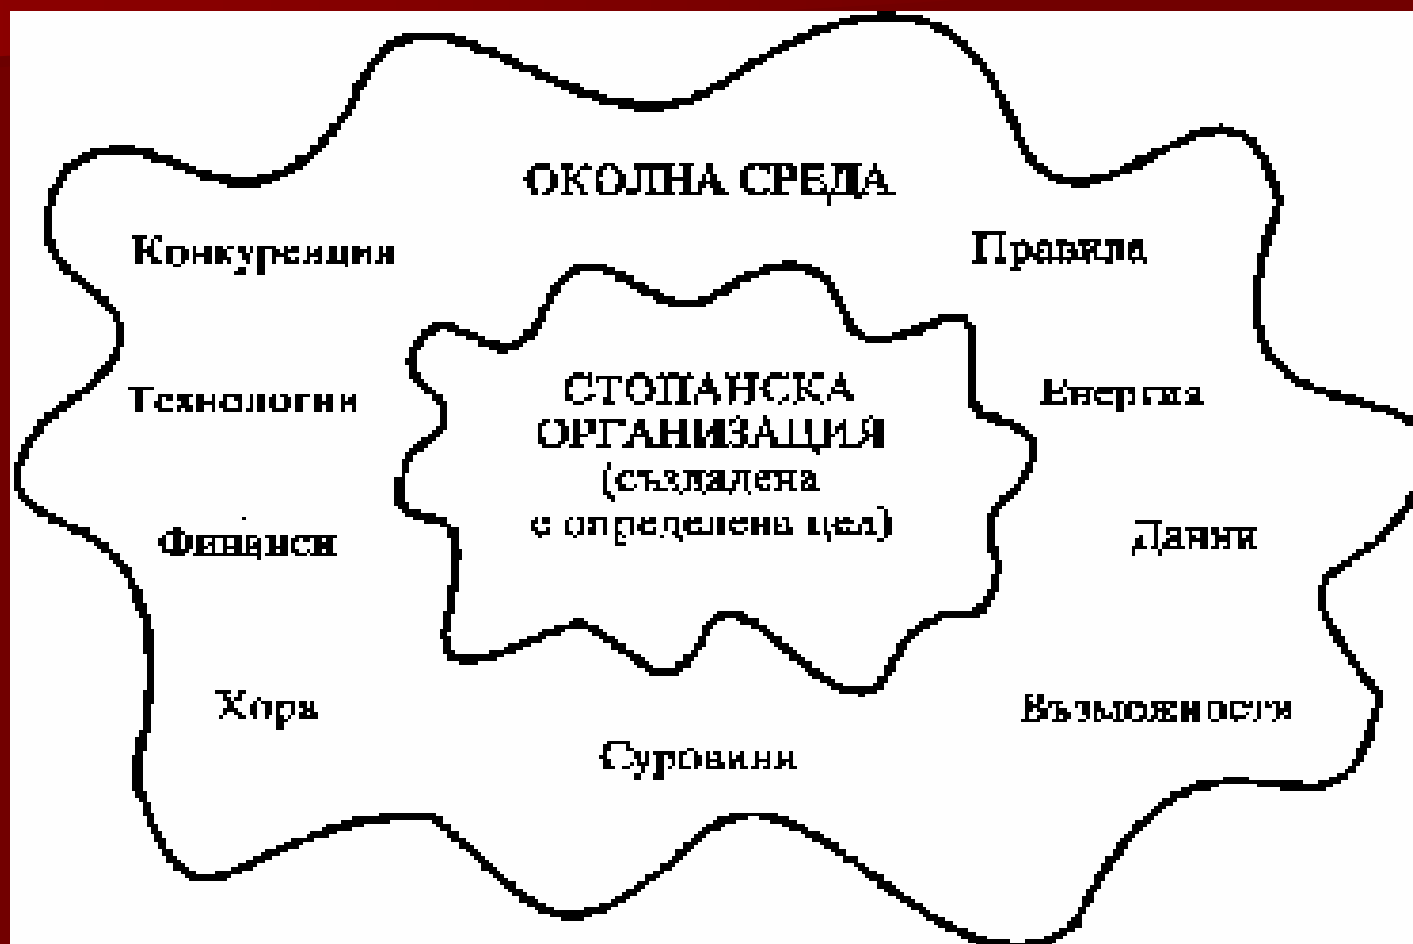 ОКОЛНА СРЕДА
Конкуренция
Правила
Технологии
СТОПАНСКА
ОРГАНИЗАЦИЯ
(създадена
с определена цел)
Енергия
Финанси
Данни
Хора
Възможности
Суровини